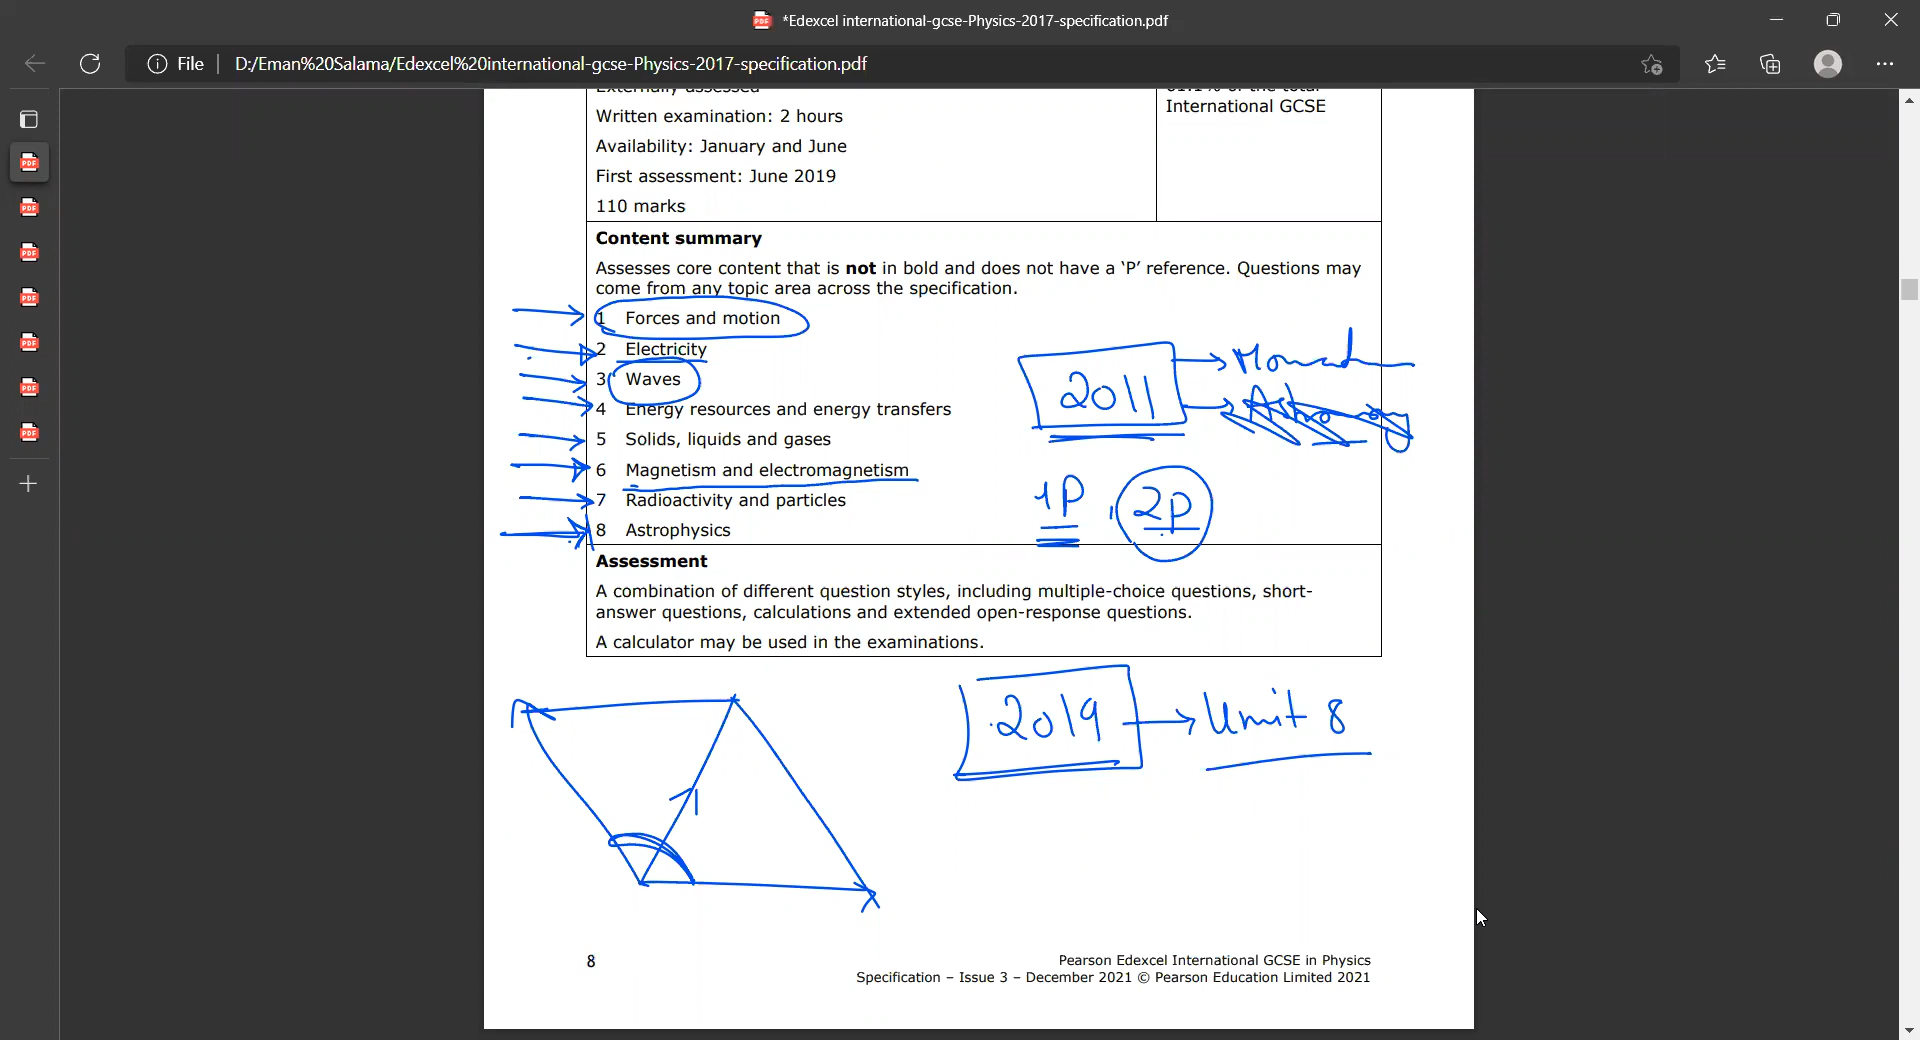 *Edexcel international-gcse-Physics-2017-specification.pdf
File D:/Eman%20Salama/Edexcel%20international-gcse-Physics-2017-specification.pdf
Externally assessed
Written examination: 2 hours
Availability: January and June
First assessment: June 2019
110 marks
61.1% of the total
International GCSE
Content summary
Assesses core content that is not in bold and does not have a ‘P’ reference. Questions may
come from any topic area across the specification.
1 Forces and motion
2 Electricity
3 Waves
4 Energy resources and energy transfers
5 Solids, liquids and gases
6 Magnetism and electromagnetism
7 Radioactivity and particles
8 Astrophysics
2011
1P , 2P
Assessment
A combination of different question styles, including multiple-choice questions, short-
answer questions, calculations and extended open-response questions.
A calculator may be used in the examinations.
2019 Unit 8
8
Pearson Edexcel International GCSE in Physics
Specification – Issue 3 – December 2021 © Pearson Education Limited 2021